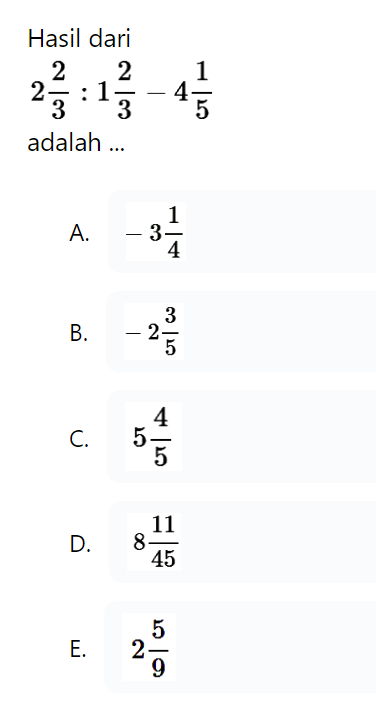 Hasil dari
2 2/3 : 1 2/3 − 4 1/5
adalah ...
A. − 3 1/4
B. − 2 3/5
C. 5 4/5
D. 8 11/45
E. 2 5/9